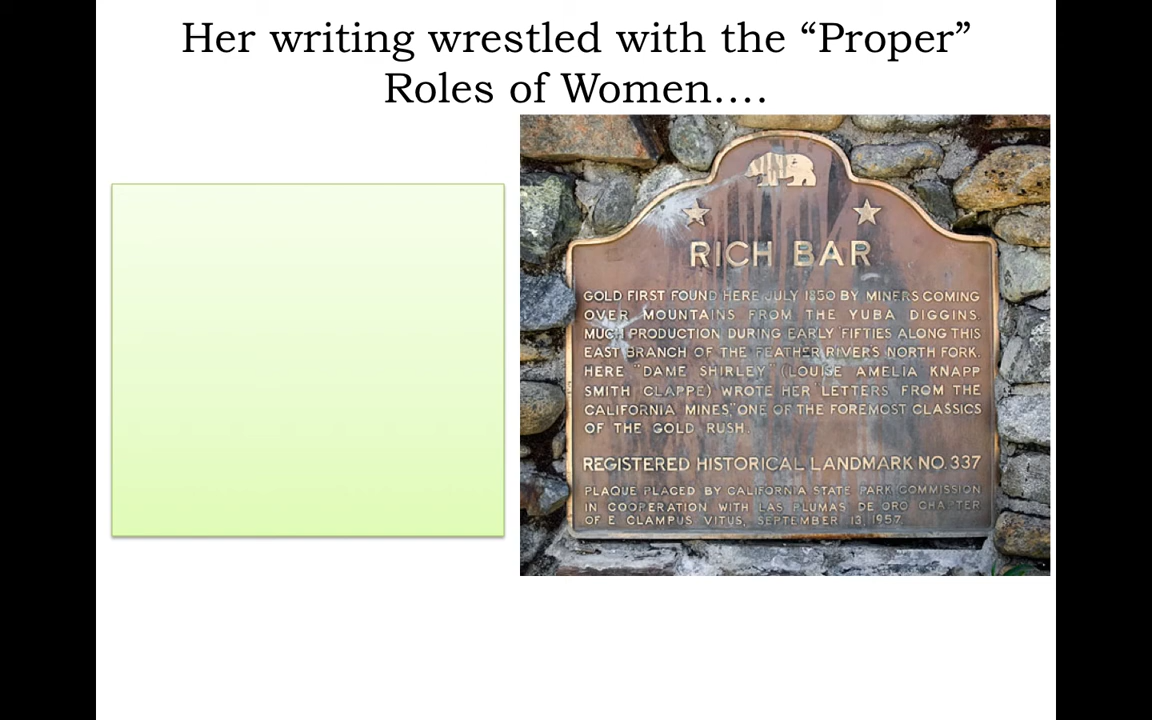 Her writing wrestled with the “Proper”
Roles of Women….
RICH BAR
GOLD FIRST FOUND HERE JULY 1850 BY MINERS COMING
OVER MOUNTAINS FROM THE YUBA DIGGINS.
MUCH PRODUCTION DURING EARLY 'FIFTIES ALONG THIS
EAST BRANCH OF THE FEATHER RIVERS NORTH FORK.
HERE "DAME SHIRLEY" (LOUISE AMELIA KNAPP
SMITH CLAPPE) WROTE HER "LETTERS FROM THE
CALIFORNIA MINES," ONE OF THE FOREMOST CLASSICS
OF THE GOLD RUSH.
REGISTERED HISTORICAL LANDMARK NO. 337
PLAQUE PLACED BY CALIFORNIA STATE PARK COMMISSION
IN COOPERATION WITH LAS PLUMAS DE ORO CHAPTER
OF E CLAMPUS VITUS, SEPTEMBER 13, 1957.